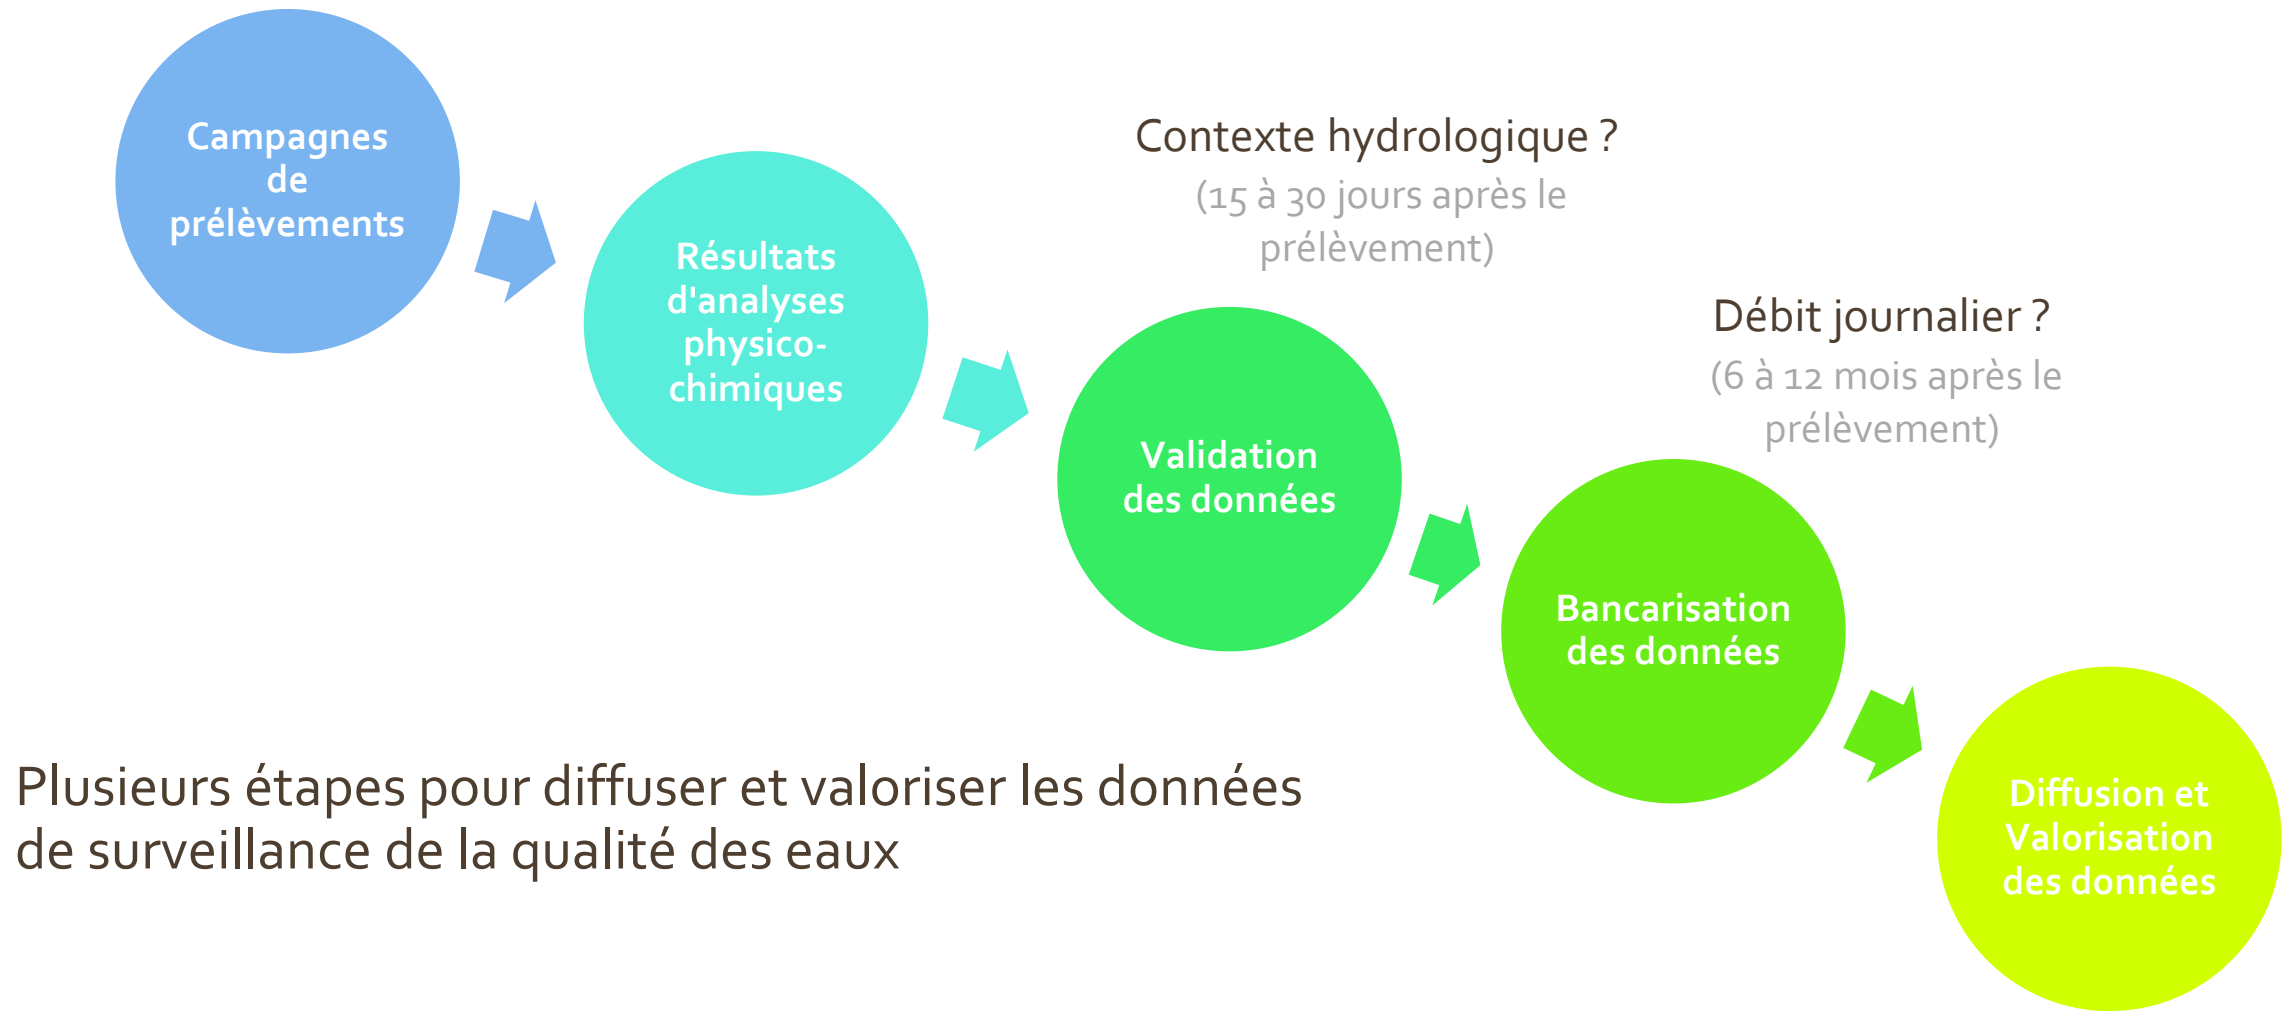 Campagnes
de
prélèvements
Résultats
d'analyses
physico-
chimiques
Contexte hydrologique ?
(15 à 30 jours après le
prélèvement)
Validation
des données
Débit journalier ?
(6 à 12 mois après le
prélèvement)
Bancarisation
des données
Diffusion et
Valorisation
des données
Plusieurs étapes pour diffuser et valoriser les données
de surveillance de la qualité des eaux